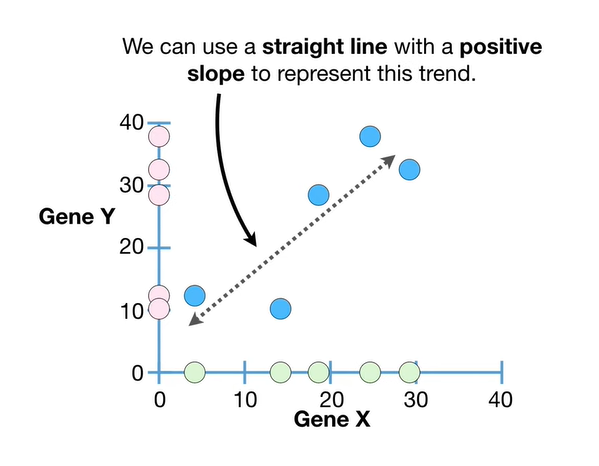 We can use a straight line with a positive
slope to represent this trend.
40
30
Gene Y
20
10
0
0 10 20 30 40
Gene X